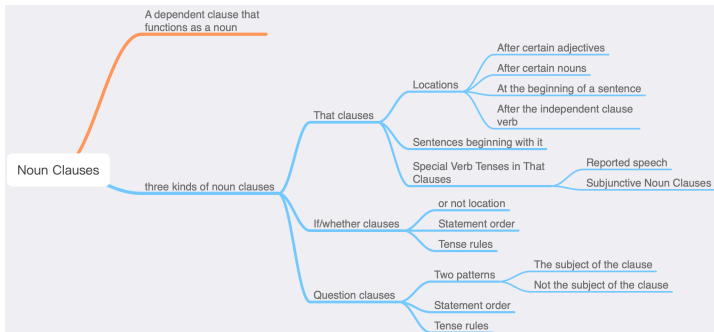 A dependent clause that
functions as a noun
Noun Clauses
three kinds of noun clauses
That clauses
Locations
After certain adjectives
After certain nouns
At the beginning of a sentence
After the independent clause
verb
Sentences beginning with it
Special Verb Tenses in That
Clauses
Reported speech
Subjunctive Noun Clauses
If/whether clauses
or not location
Statement order
Tense rules
Question clauses
Two patterns
The subject of the clause
Not the subject of the clause
Statement order
Tense rules